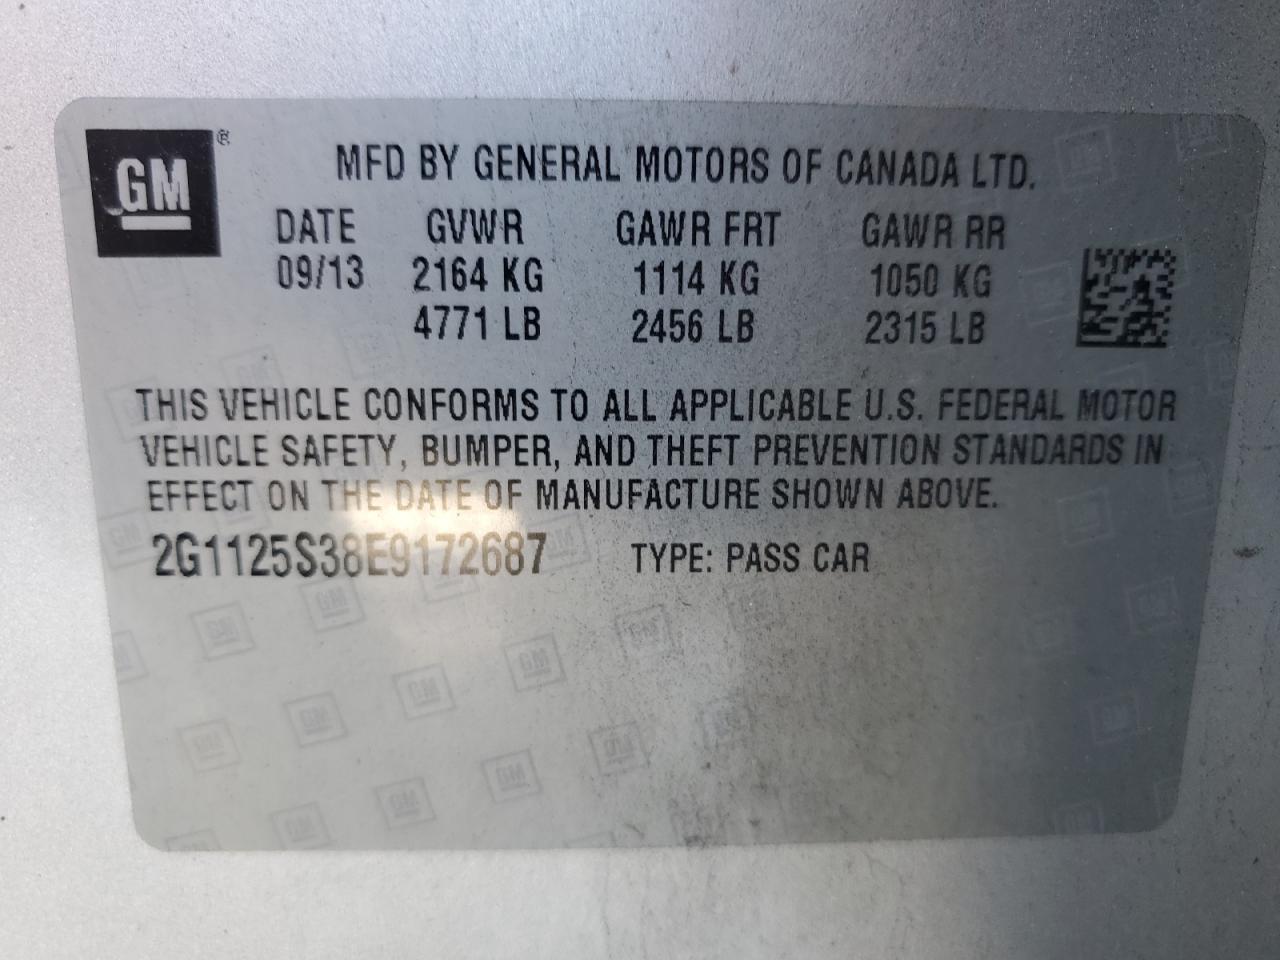 GM®
MFD BY GENERAL MOTORS OF CANADA LTD.
DATE GVWR GAWR FRT GAWR RR
09/13 2164 KG 1114 KG 1050 KG
4771 LB 2456 LB 2315 LB
THIS VEHICLE CONFORMS TO ALL APPLICABLE U.S. FEDERAL MOTOR
VEHICLE SAFETY, BUMPER, AND THEFT PREVENTION STANDARDS IN
EFFECT ON THE DATE OF MANUFACTURE SHOWN ABOVE.
2G1125S38E9172687 TYPE: PASS CAR